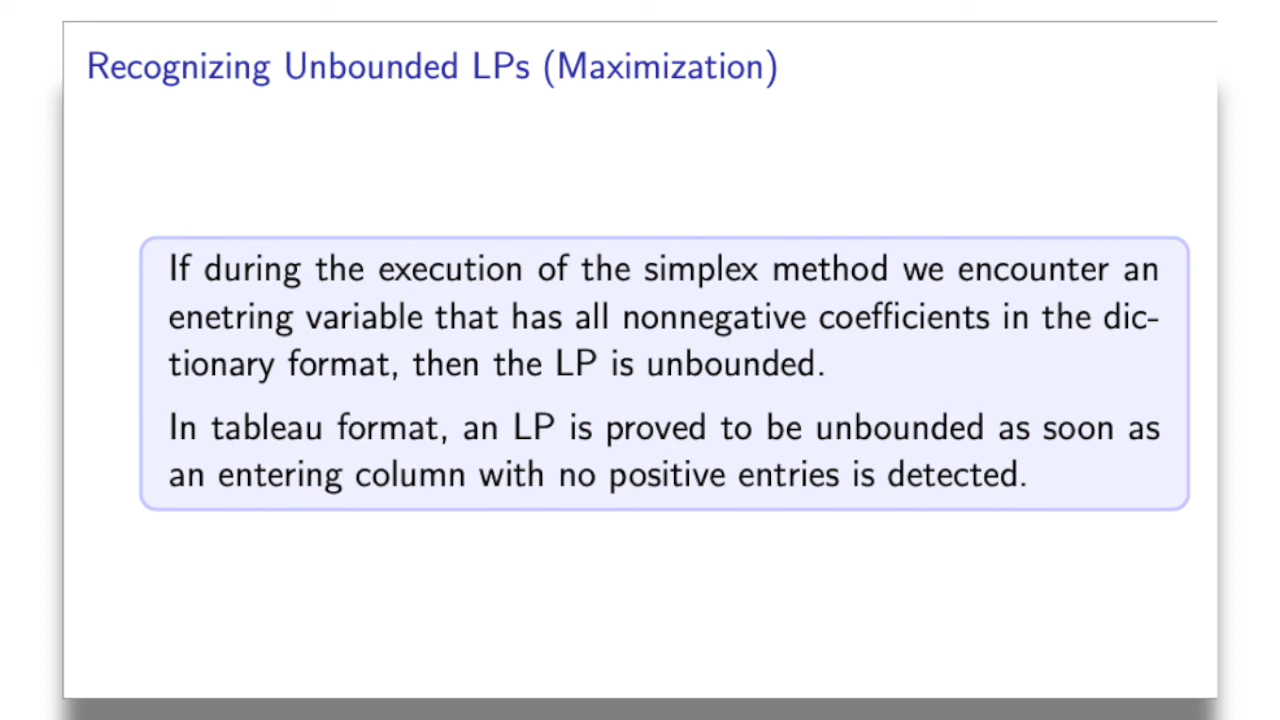 Recognizing Unbounded LPs (Maximization)
If during the execution of the simplex method we encounter an
enetring variable that has all nonnegative coefficients in the dic-
tionary format, then the LP is unbounded.
In tableau format, an LP is proved to be unbounded as soon as
an entering column with no positive entries is detected.